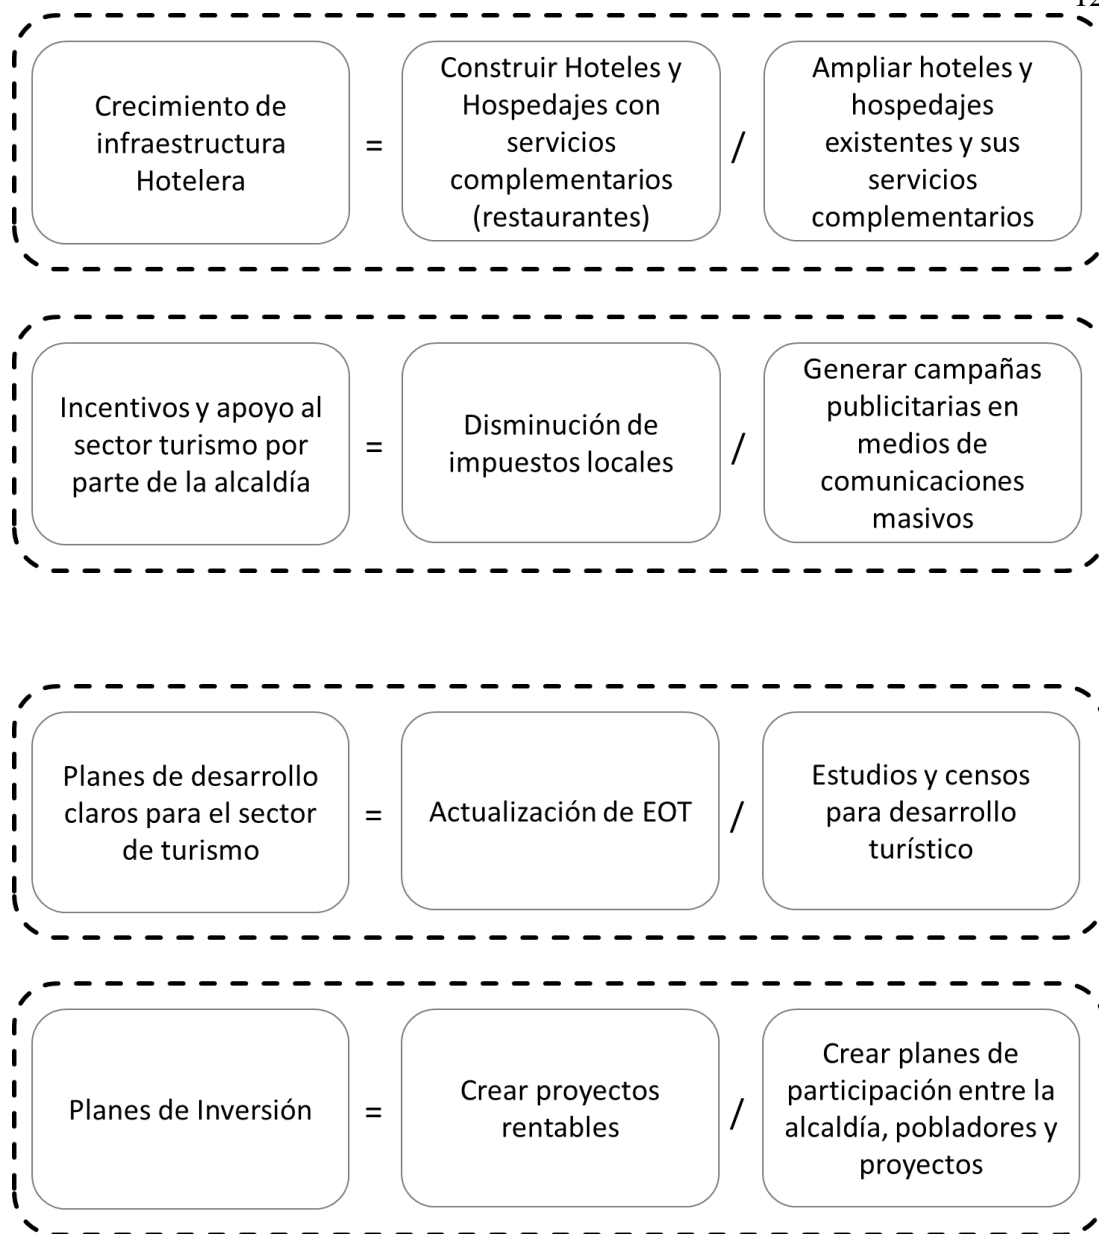 Crecimiento de
infraestructura
Hotelera
=
Construir Hoteles y
Hospedajes con
servicios
complementarios
(restaurantes)
/
Ampliar hoteles y
hospedajes
existentes y sus
servicios
complementarios
Incentivos y apoyo al
sector turismo por
parte de la alcaldía
=
Disminución de
impuestos locales
/
Generar campañas
publicitarias en
medios de
comunicaciones
masivos
Planes de desarrollo
claros para el sector
de turismo
=
Actualización de EOT
/
Estudios y censos
para desarrollo
turístico
Planes de Inversión
=
Crear proyectos
rentables
/
Crear planes de
participación entre la
alcaldía, pobladores y
proyectos